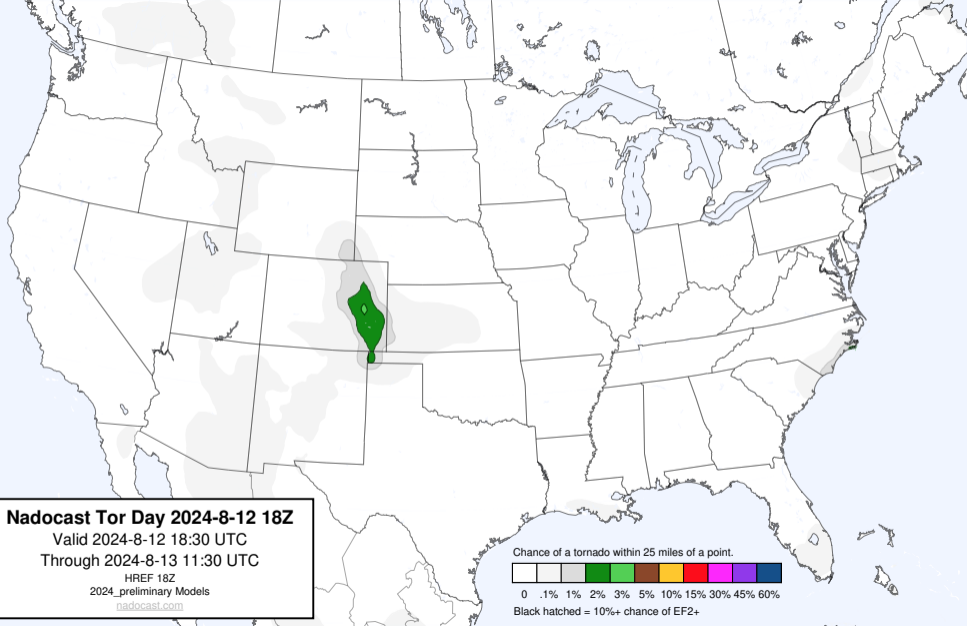 Nadocast Tor Day 2024-8-12 18Z
Valid 2024-8-12 18:30 UTC
Through 2024-8-13 11:30 UTC
HREF 18Z
2024_preliminary Models
nadocast.com
Chance of a tornado within 25 miles of a point.
0 .1% 1% 2% 3% 5% 10% 15% 30% 45% 60%
Black hatched = 10%+ chance of EF2+